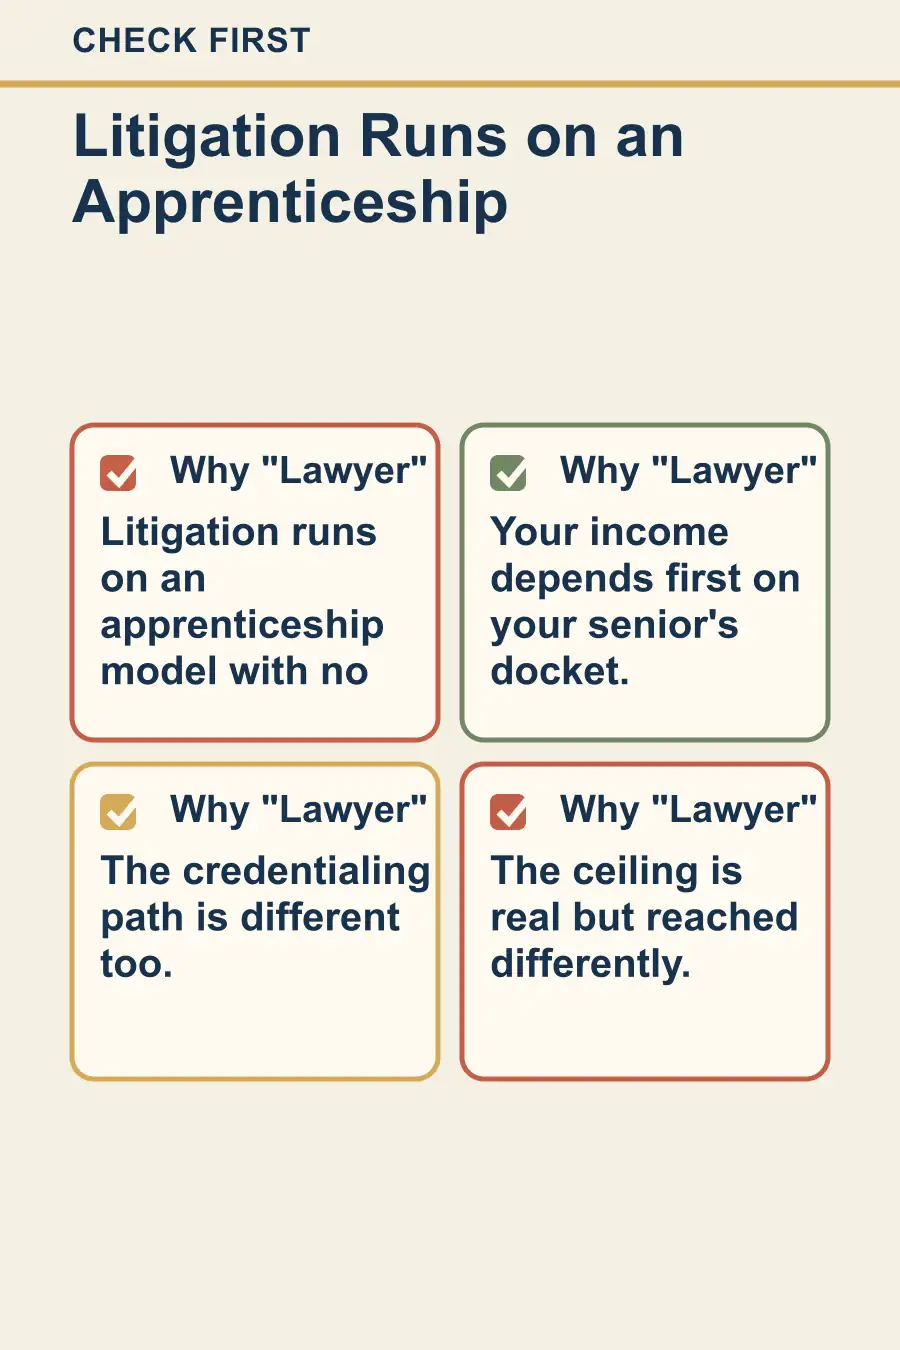 CHECK FIRST
Litigation Runs on an
Apprenticeship
Why "Lawyer"
Litigation runs
on an
apprenticeship
model with no
Why "Lawyer"
Your income
depends first on
your senior's
docket.
Why "Lawyer"
The credentialing
path is different
too.
Why "Lawyer"
The ceiling is
real but reached
differently.